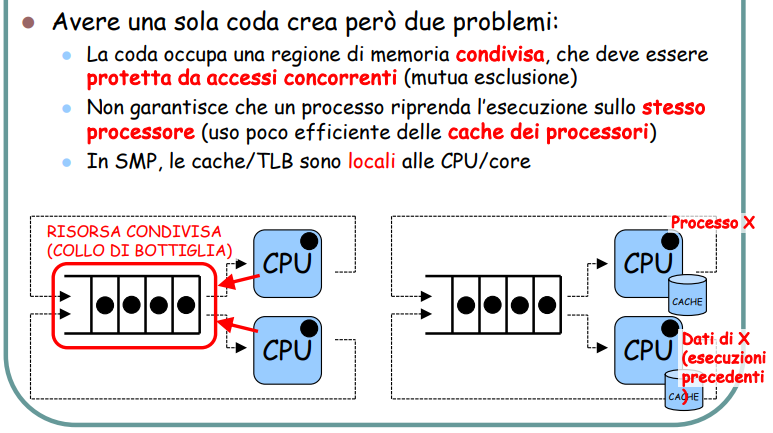 Avere una sola coda crea però due problemi:
La coda occupa una regione di memoria condivisa, che deve essere
protetta da accessi concorrenti (mutua esclusione)
Non garantisce che un processo riprenda l'esecuzione sullo stesso
processore (uso poco efficiente delle cache dei processori)
In SMP, le cache/TLB sono locali alle CPU/core
RISORSA CONDIVISA
(COLLO DI BOTTIGLIA)
CPU
CPU
Processo X
CPU
CACHE
CPU
Dati di X
(esecuzioni
precedenti
)
CACHE